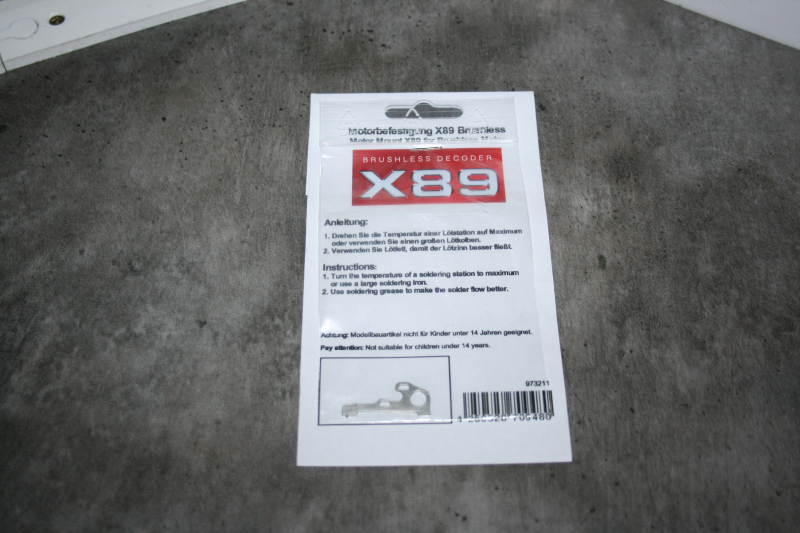 Motorbefestigung X89 Brushless
Motor Mount X89 for Brushless Motor
BRUSHLESS DECODER
X89
Anleitung:
1. Drehen Sie die Temperatur einer Lötstation auf Maximum
oder verwenden Sie einen großen Lötkolben.
2. Verwenden Sie Lötfett, damit der Lötzinn besser fließt.
Instructions:
1. Turn the temperature of a soldering station to maximum
or use a large soldering iron.
2. Use soldering grease to make the solder flow better.
Achtung: Modellbauartikel nicht für Kinder unter 14 Jahren geeignet.
Pay attention: Not suitable for children under 14 years.
973211